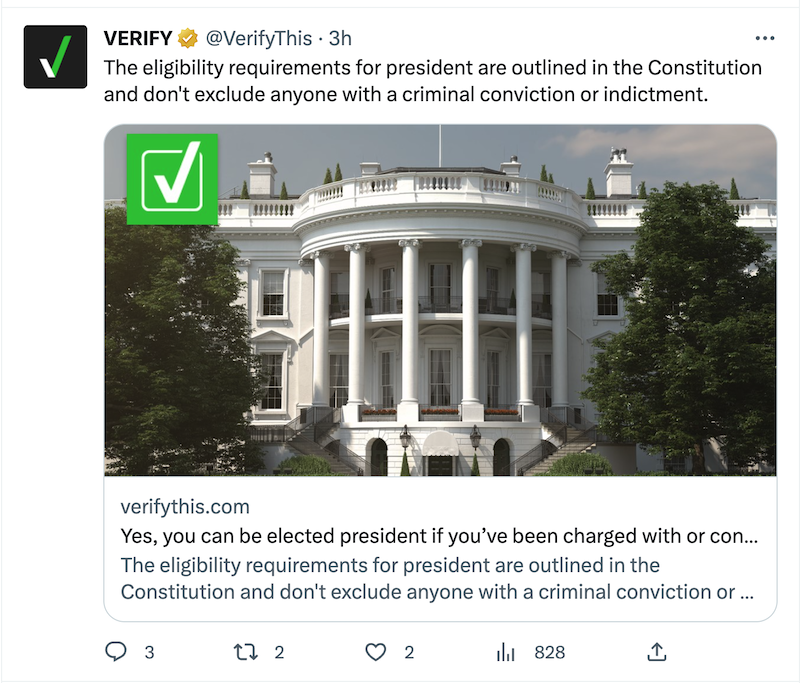 VERIFY @VerifyThis · 3h
The eligibility requirements for president are outlined in the Constitution
and don't exclude anyone with a criminal conviction or indictment.
verifythis.com
Yes, you can be elected president if you’ve been charged with or con...
The eligibility requirements for president are outlined in the
Constitution and don't exclude anyone with a criminal conviction or ...
3 2 2 828